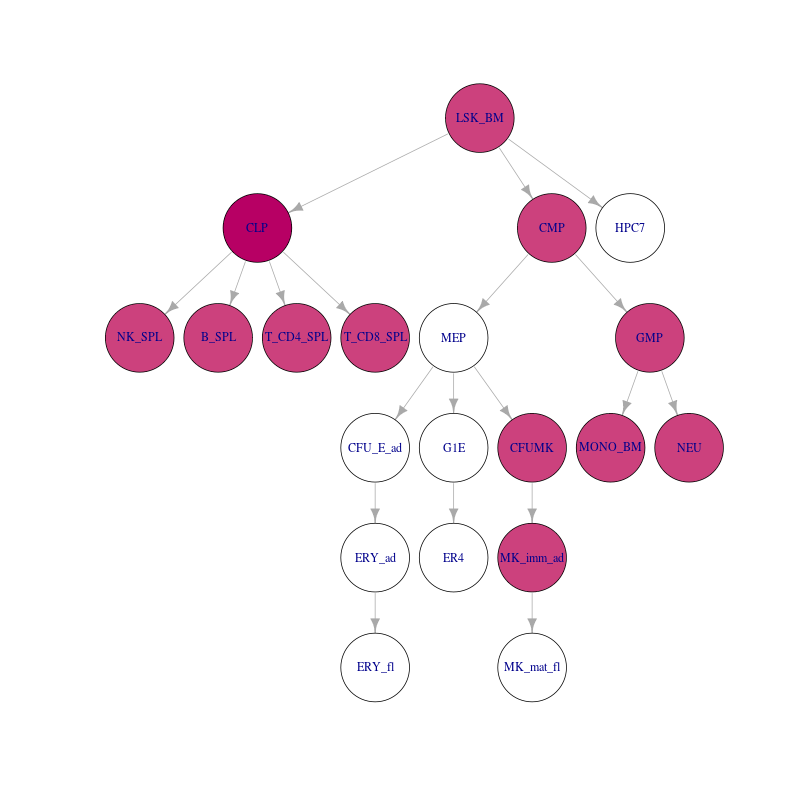 LSK_BM
CLP
CMP
HPC7
NK_SPL
B_SPL
T_CD4_SPL
T_CD8_SPL
MEP
GMP
CFU_E_ad
G1E
CFUMK
MONO_BM
NEU
ERY_ad
ER4
MK_imm_ad
ERY_fl
MK_mat_fl